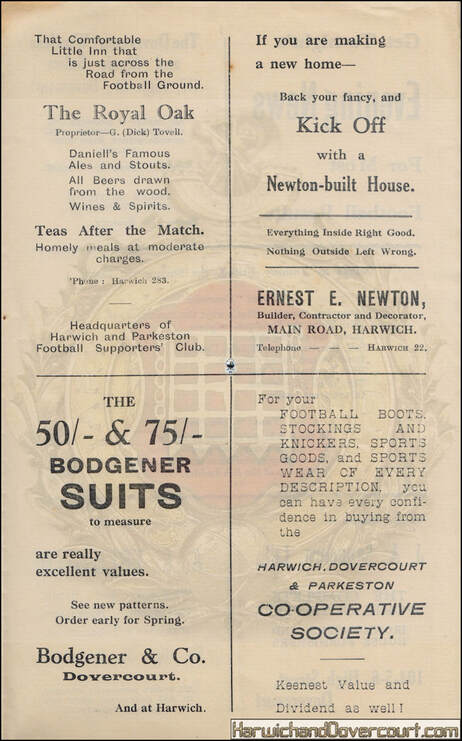 That Comfortable
Little Inn that
is just across the
Road from the
Football Ground.
The Royal Oak
Proprietor—G. (Dick) Tovell.
Daniell's Famous
Ales and Stouts.
All Beers drawn
from the wood.
Wines & Spirits.
Teas After the Match.
Homely meals at moderate
charges.
'Phone : Harwich 283.
Headquarters of
Harwich and Parkeston
Football Supporters' Club.
If you are making
a new home—
Back your fancy, and
Kick Off
with a
Newton-built House.
Everything Inside Right Good.
Nothing Outside Left Wrong.
ERNEST E. NEWTON,
Builder, Contractor and Decorator,
MAIN ROAD, HARWICH.
Telephone — — — HARWICH 22.
THE
50/- & 75/-
BODGENER
SUITS
to measure
are really
excellent values.
See new patterns.
Order early for Spring.
Bodgener & Co.
Dovercourt.
And at Harwich.
For your
FOOTBALL BOOTS,
STOCKINGS AND
KNICKERS, SPORTS
GOODS, and SPORTS
WEAR OF EVERY
DESCRIPTION, you
can have every confi-
dence in buying from
the
HARWICH, DOVERCOURT
& PARKESTON
CO-OPERATIVE
SOCIETY.
Keenest Value and
Dividend as well!
HarwichandDovercourt.com